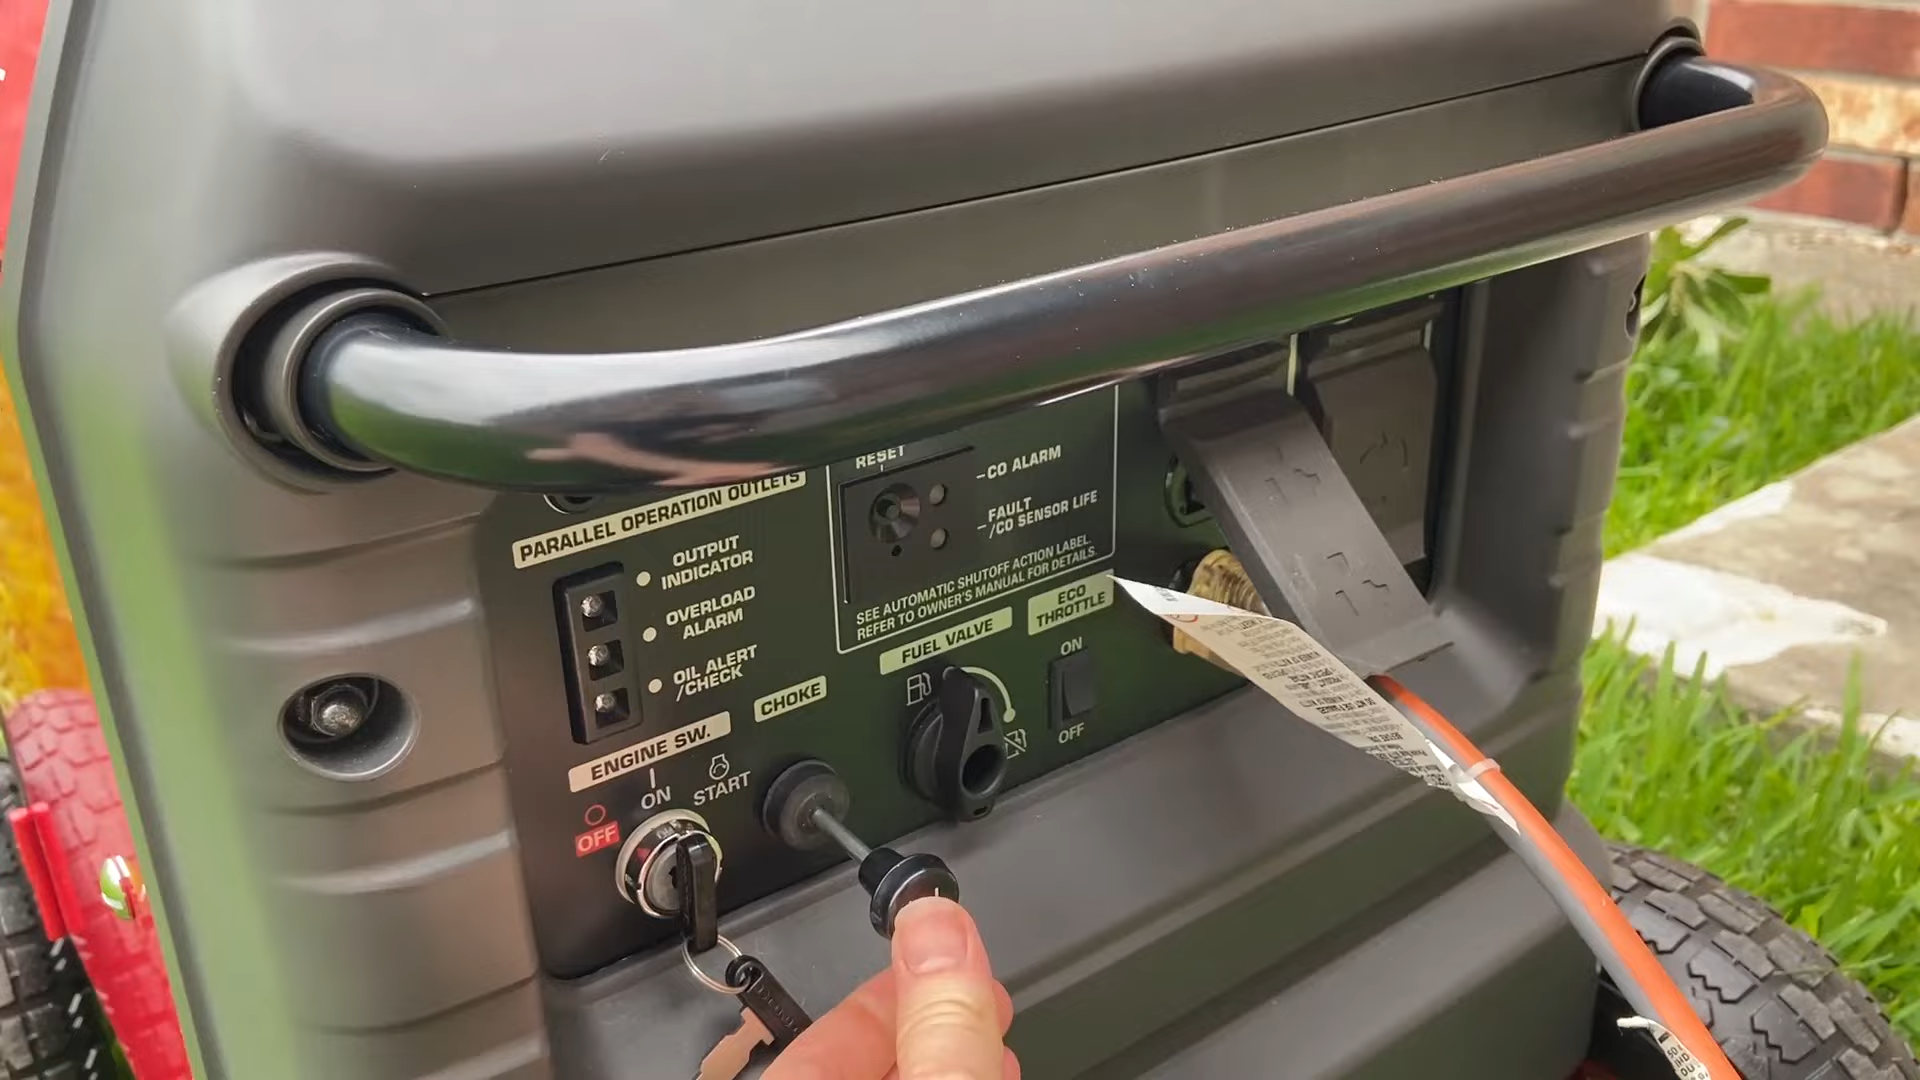 RESET
CO ALARM
FAULT
/CO SENSOR LIFE
SEE AUTOMATIC SHUTOFF ACTION LABEL.
REFER TO OWNER'S MANUAL FOR DETAILS.
PARALLEL OPERATION OUTLETS
OUTPUT
INDICATOR
OVERLOAD
ALARM
OIL ALERT
/CHECK
ECO
THROTTLE
ON
OFF
FUEL VALVE
CHOKE
ENGINE SW.
OFF
ON
START